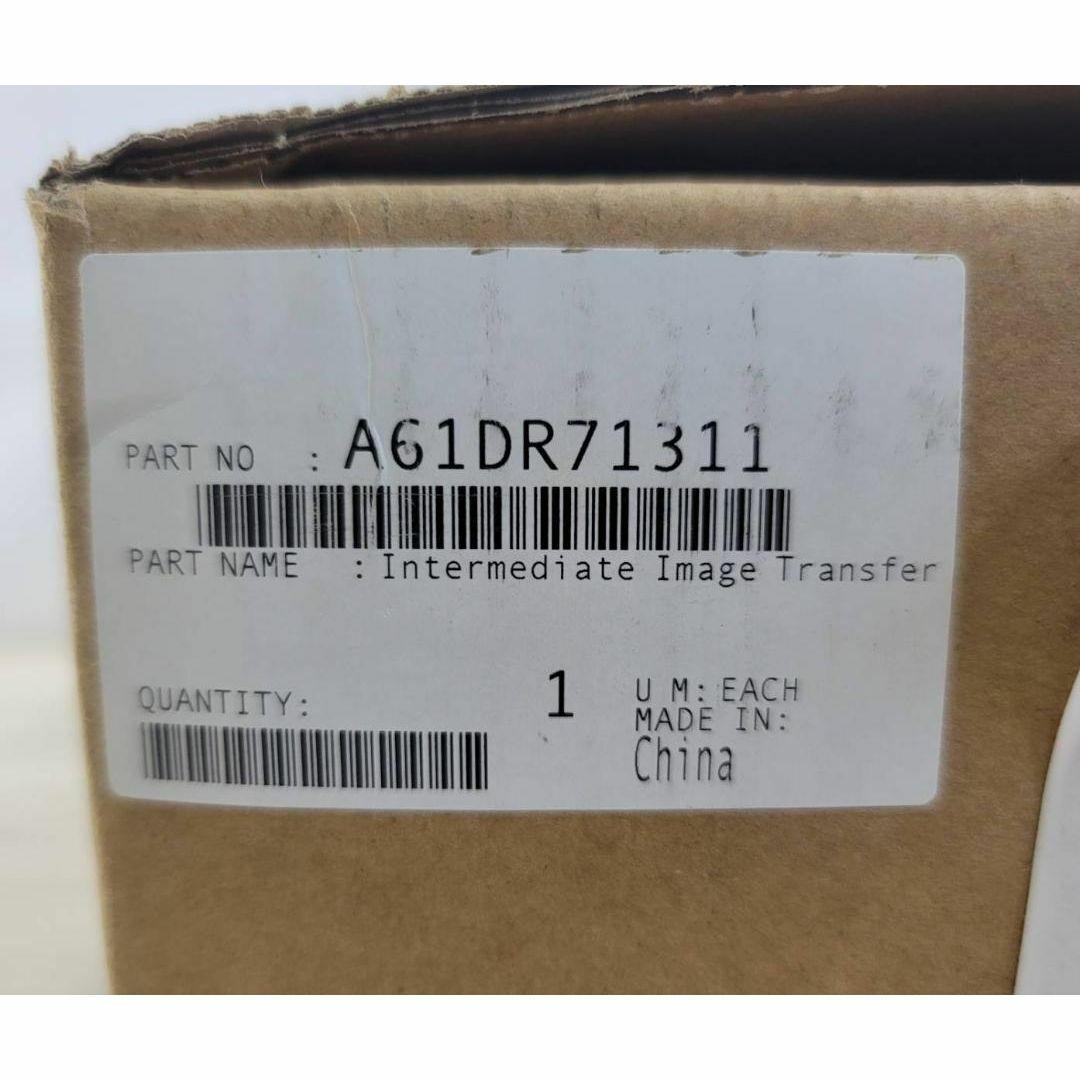 PART NO : A61DR71311
PART NAME : Intermediate Image Transfer
QUANTITY: 1 U M: EACH
MADE IN:
China